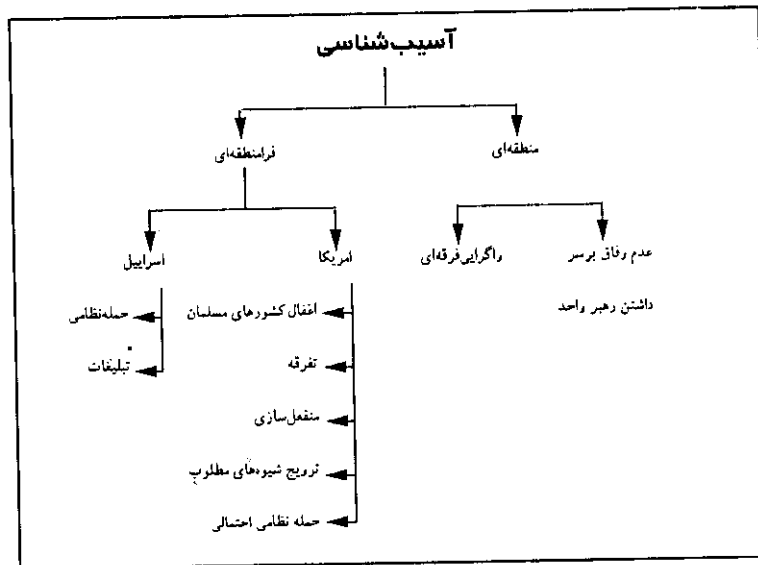 آسیب‌شناسی
منطقه‌ای
فرامنطقه‌ای
عدم وفاق برسر
داشتن رهبر واحد
واگرایی‌فرقه‌ای
امریکا
اسراییل
اغفال کشورهای مسلمان
تفرقه
منفعل‌سازی
ترویج شیوه‌های مطلوب
حمله نظامی احتمالی
حمله‌نظامی
تبلیغات